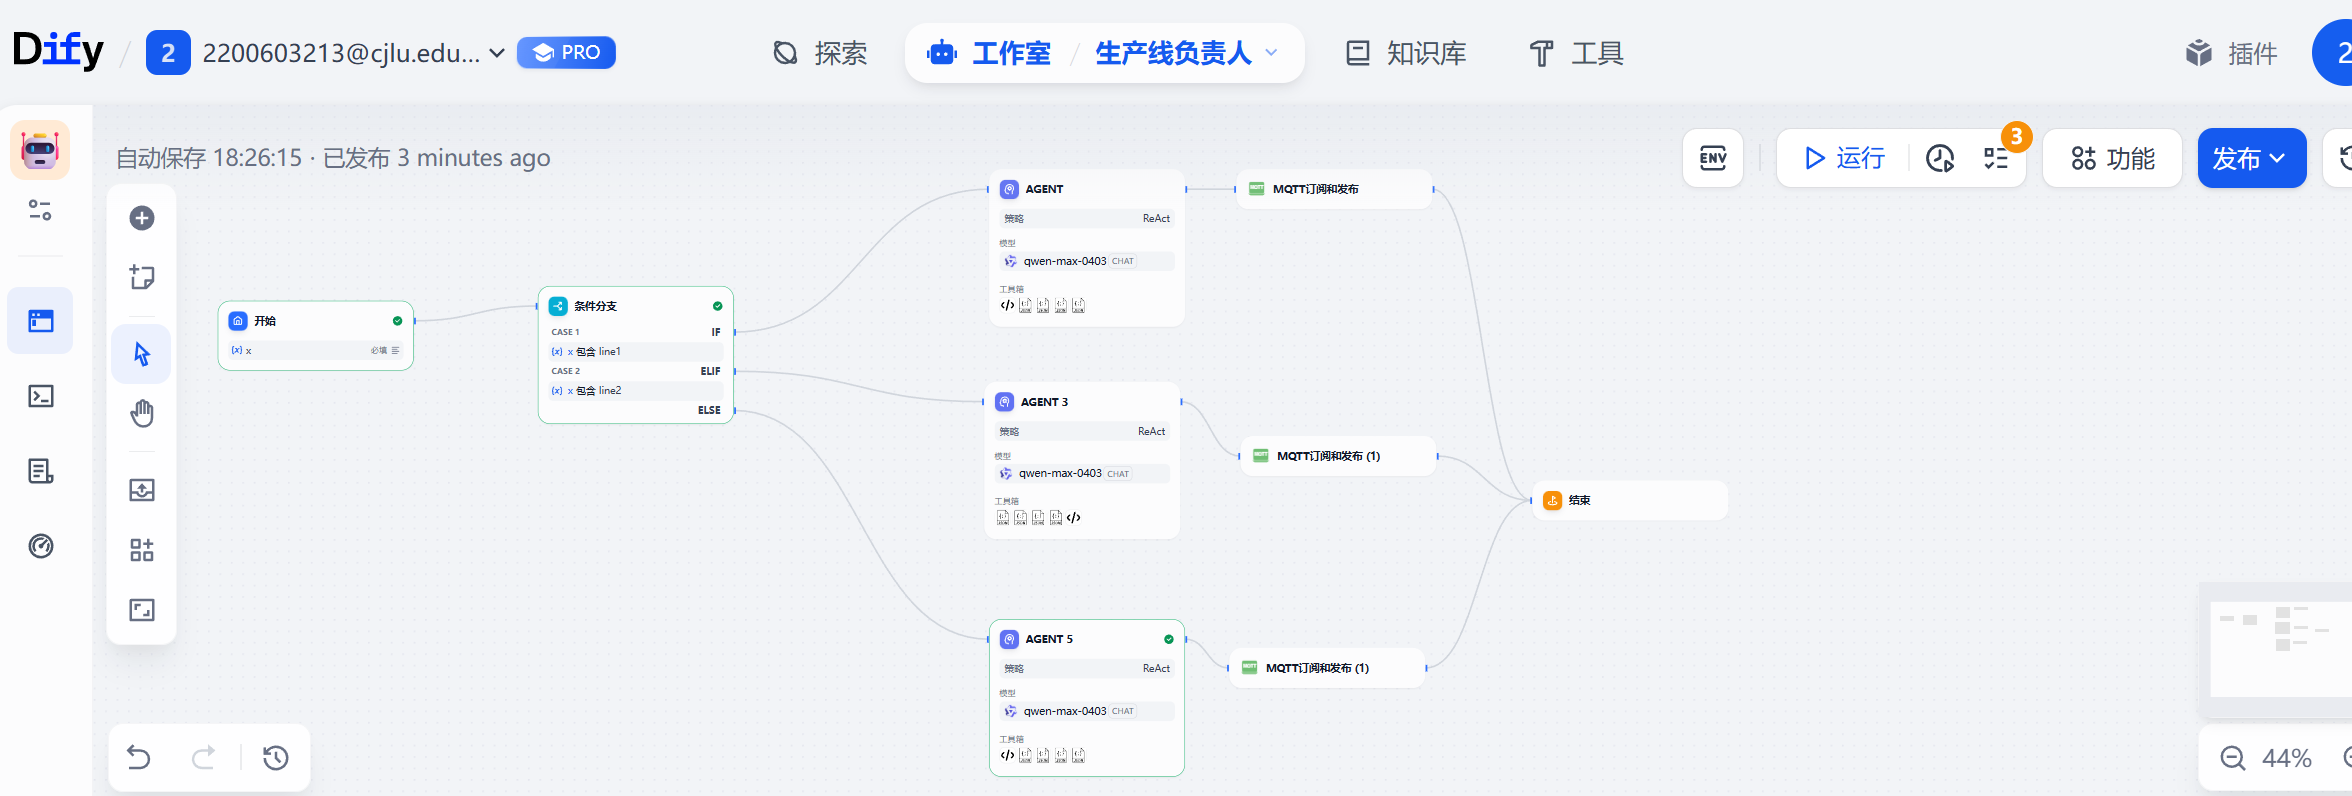 Dify / 2 2200603213@cjlu.edu... PRO
探索
工作室 / 生产线负责人
知识库
工具
插件
2
自动保存 18:26:15 · 已发布 3 minutes ago
ENV
运行
3
功能
发布
开始
{x} x 必填
条件分支
CASE 1 IF
{x} x 包含 line1
CASE 2 ELIF
{x} x 包含 line2
ELSE
AGENT
策略 ReAct
模型
qwen-max-0403 CHAT
工具箱
MQTT订阅和发布
AGENT 3
策略 ReAct
模型
qwen-max-0403 CHAT
工具箱
MQTT订阅和发布 (1)
AGENT 5
策略 ReAct
模型
qwen-max-0403 CHAT
工具箱
MQTT订阅和发布 (1)
结束
44%